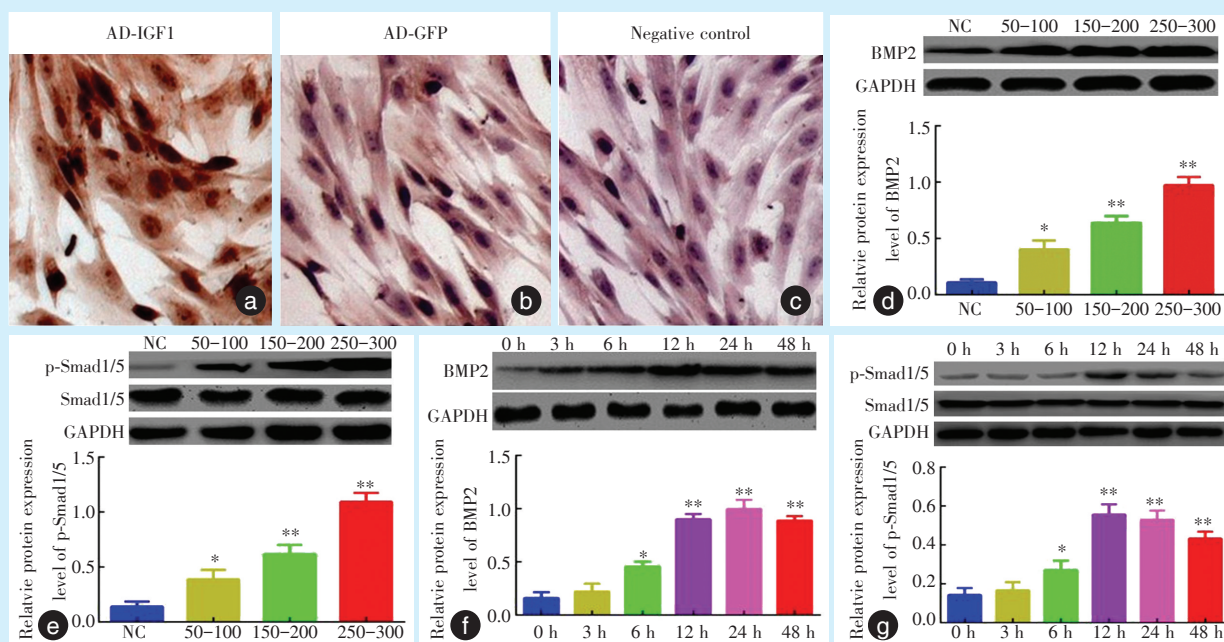 AD-IGF1
AD-GFP
Negative control
a
b
c
NC 50-100 150-200 250-300
BMP2
GAPDH
Relatvie protein expression
level of BMP2
1.5
1.0
0.5
0.0
*
**
**
NC 50-100 150-200 250-300
d
NC 50-100 150-200 250-300
p-Smad1/5
Smad1/5
GAPDH
Relatvie protein expression
level of p-Smad1/5
1.5
1.0
0.5
0.0
*
**
**
NC 50-100 150-200 250-300
e
0 h 3 h 6 h 12 h 24 h 48 h
BMP2
GAPDH
Relatvie protein expression
level of BMP2
1.5
1.0
0.5
0.0
*
**
**
**
0 h 3 h 6 h 12 h 24 h 48 h
f
0 h 3 h 6 h 12 h 24 h 48 h
p-Smad1/5
Smad1/5
GAPDH
Relatvie protein expression
level of p-Smad1/5
0.8
0.6
0.4
0.2
0.0
*
**
**
**
0 h 3 h 6 h 12 h 24 h 48 h
g